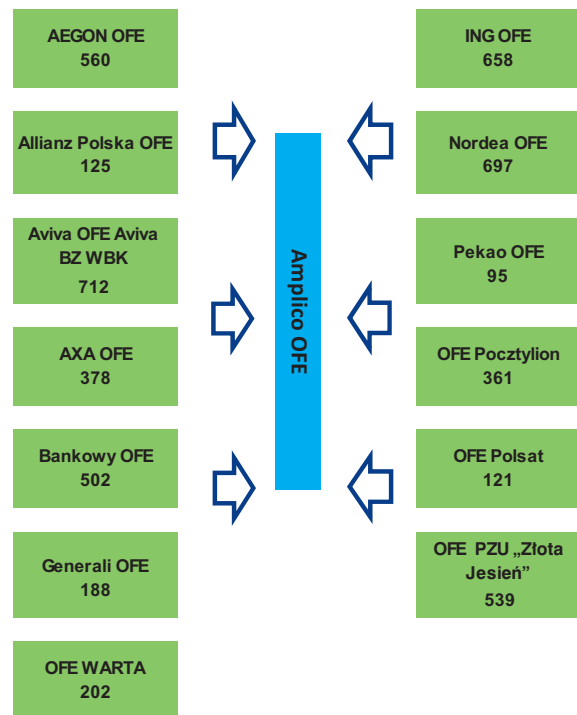 AEGON OFE
560
Allianz Polska OFE
125
Aviva OFE Aviva
BZ WBK
712
AXA OFE
378
Bankowy OFE
502
Generali OFE
188
OFE WARTA
202
Amplico OFE
ING OFE
658
Nordea OFE
697
Pekao OFE
95
OFE Pocztylion
361
OFE Polsat
121
OFE PZU „Złota
Jesień”
539